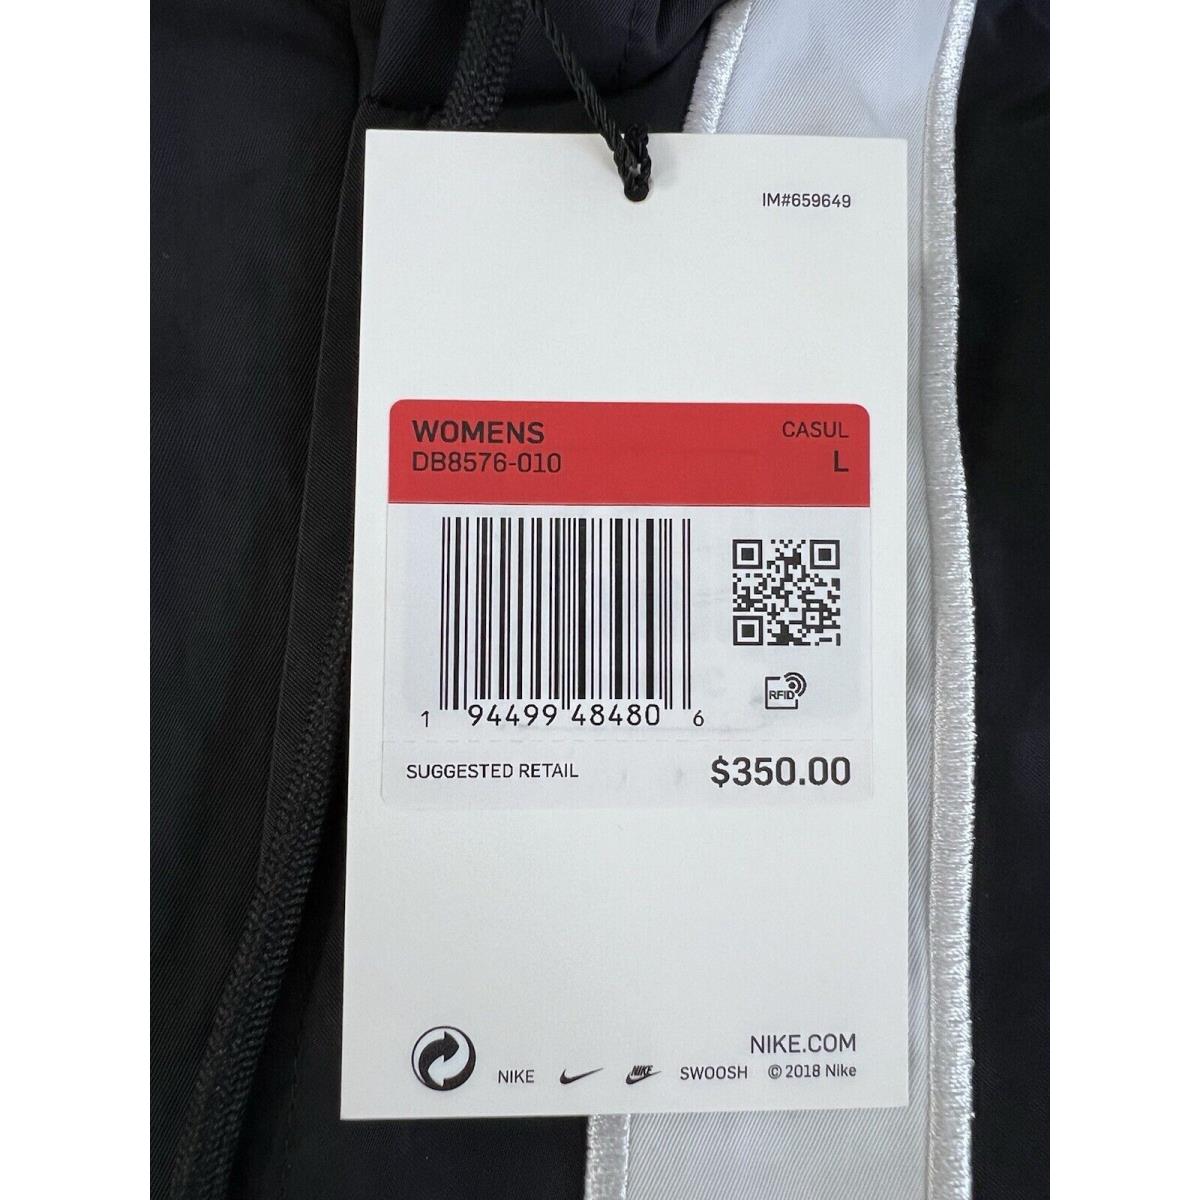 IM#659649
WOMENS CASUL
DB8576-010 L
RFID
1 94499 48480 6
SUGGESTED RETAIL $350.00
NIKE.COM
NIKE NIKE SWOOSH © 2018 Nike